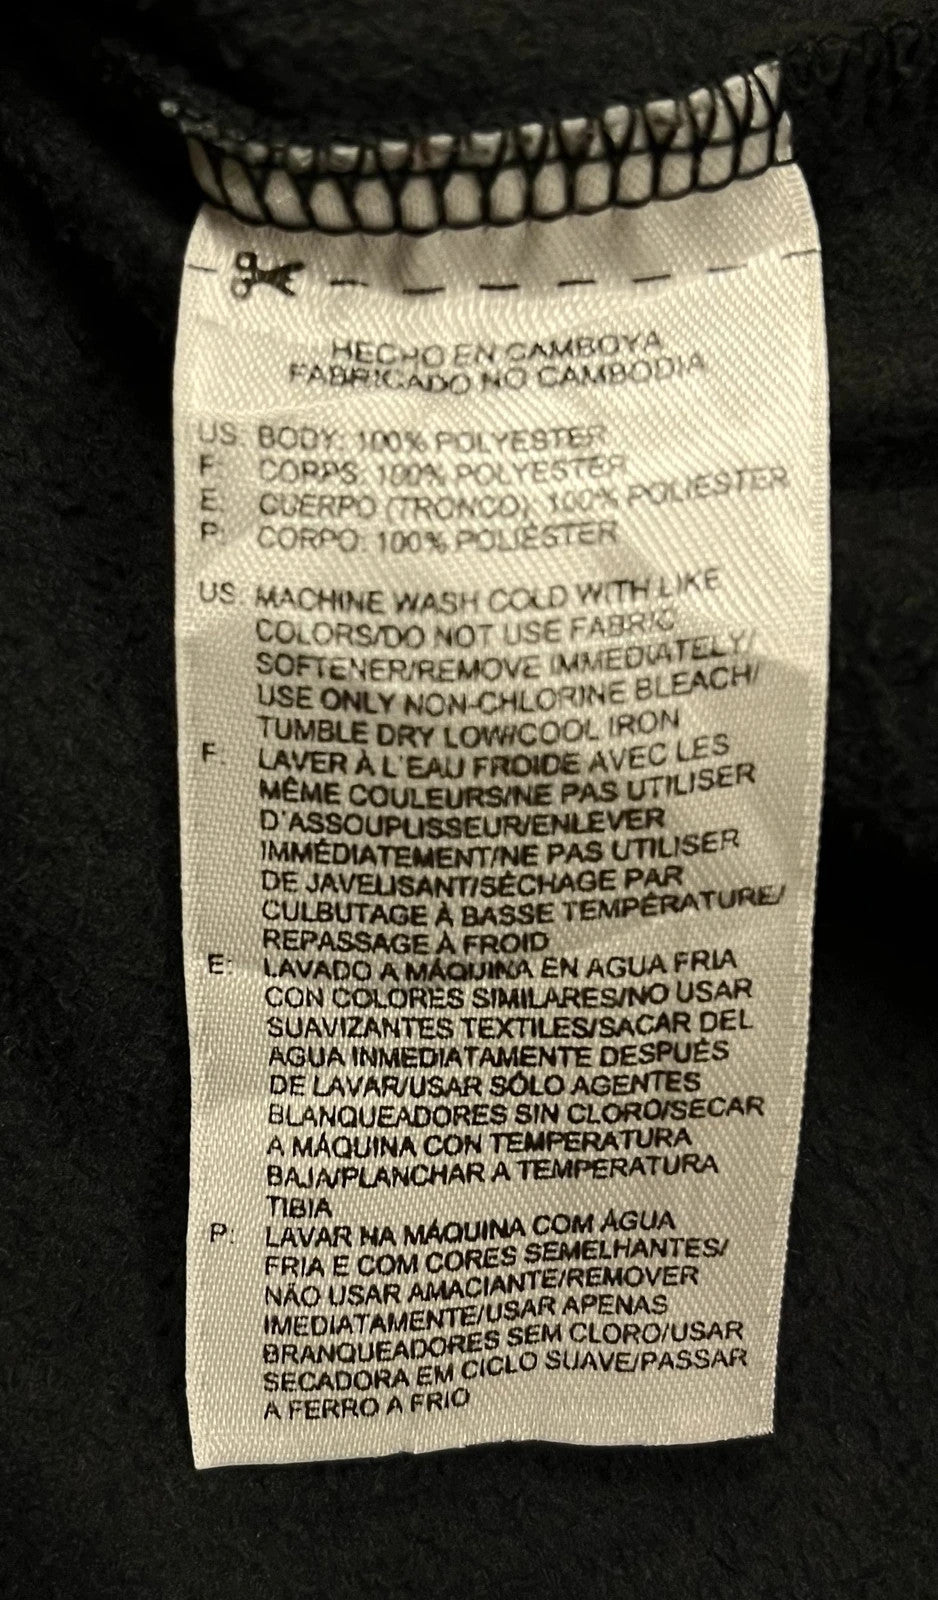 HECHO EN CAMBOYA
FABRICADO NO CAMBODIA
US: BODY: 100% POLYESTER
F: CORPS: 100% POLYESTER
E: CUERPO (TRONCO): 100% POLIÉSTER
P: CORPO: 100% POLIÉSTER
US: MACHINE WASH COLD WITH LIKE
COLORS/DO NOT USE FABRIC
SOFTENER/REMOVE IMMEDIATELY/
USE ONLY NON-CHLORINE BLEACH/
TUMBLE DRY LOW/COOL IRON
F: LAVER À L'EAU FROIDE AVEC LES
MÊME COULEURS/NE PAS UTILISER
D'ASSOUPLISSEUR/ENLEVER
IMMÉDIATEMENT/NE PAS UTILISER
DE JAVELISANT/SÉCHAGE PAR
CULBUTAGE À BASSE TEMPÉRATURE/
REPASSAGE À FROID
E: LAVADO A MÁQUINA EN AGUA FRIA
CON COLORES SIMILARES/NO USAR
SUAVIZANTES TEXTILES/SACAR DEL
AGUA INMEDIATAMENTE DESPUÉS
DE LAVAR/USAR SÓLO AGENTES
BLANQUEADORES SIN CLORO/SECAR
A MÁQUINA CON TEMPERATURA
BAJA/PLANCHAR A TEMPERATURA
TIBIA
P: LAVAR NA MÁQUINA COM ÁGUA
FRIA E COM CORES SEMELHANTES/
NÃO USAR AMACIANTE/REMOVER
IMEDIATAMENTE/USAR APENAS
BRANQUEADORES SEM CLORO/USAR
SECADORA EM CICLO SUAVE/PASSAR
A FERRO A FRIO